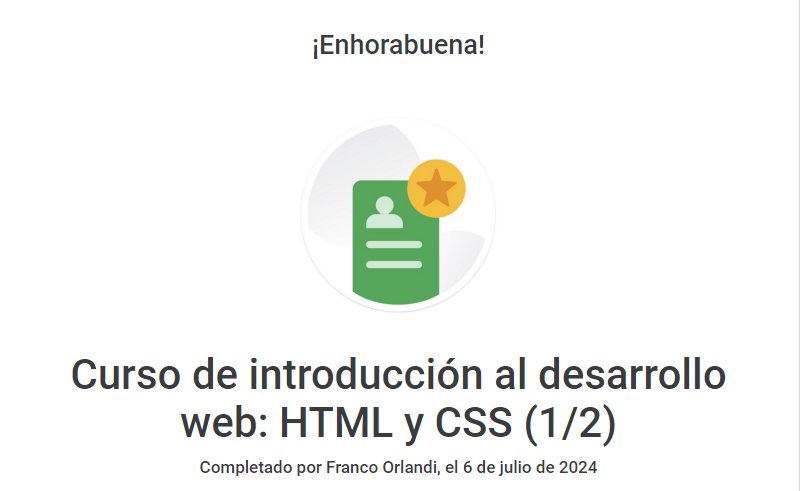 ¡Enhorabuena!
Curso de introducción al desarrollo
web: HTML y CSS (1/2)
Completado por Franco Orlandi, el 6 de julio de 2024